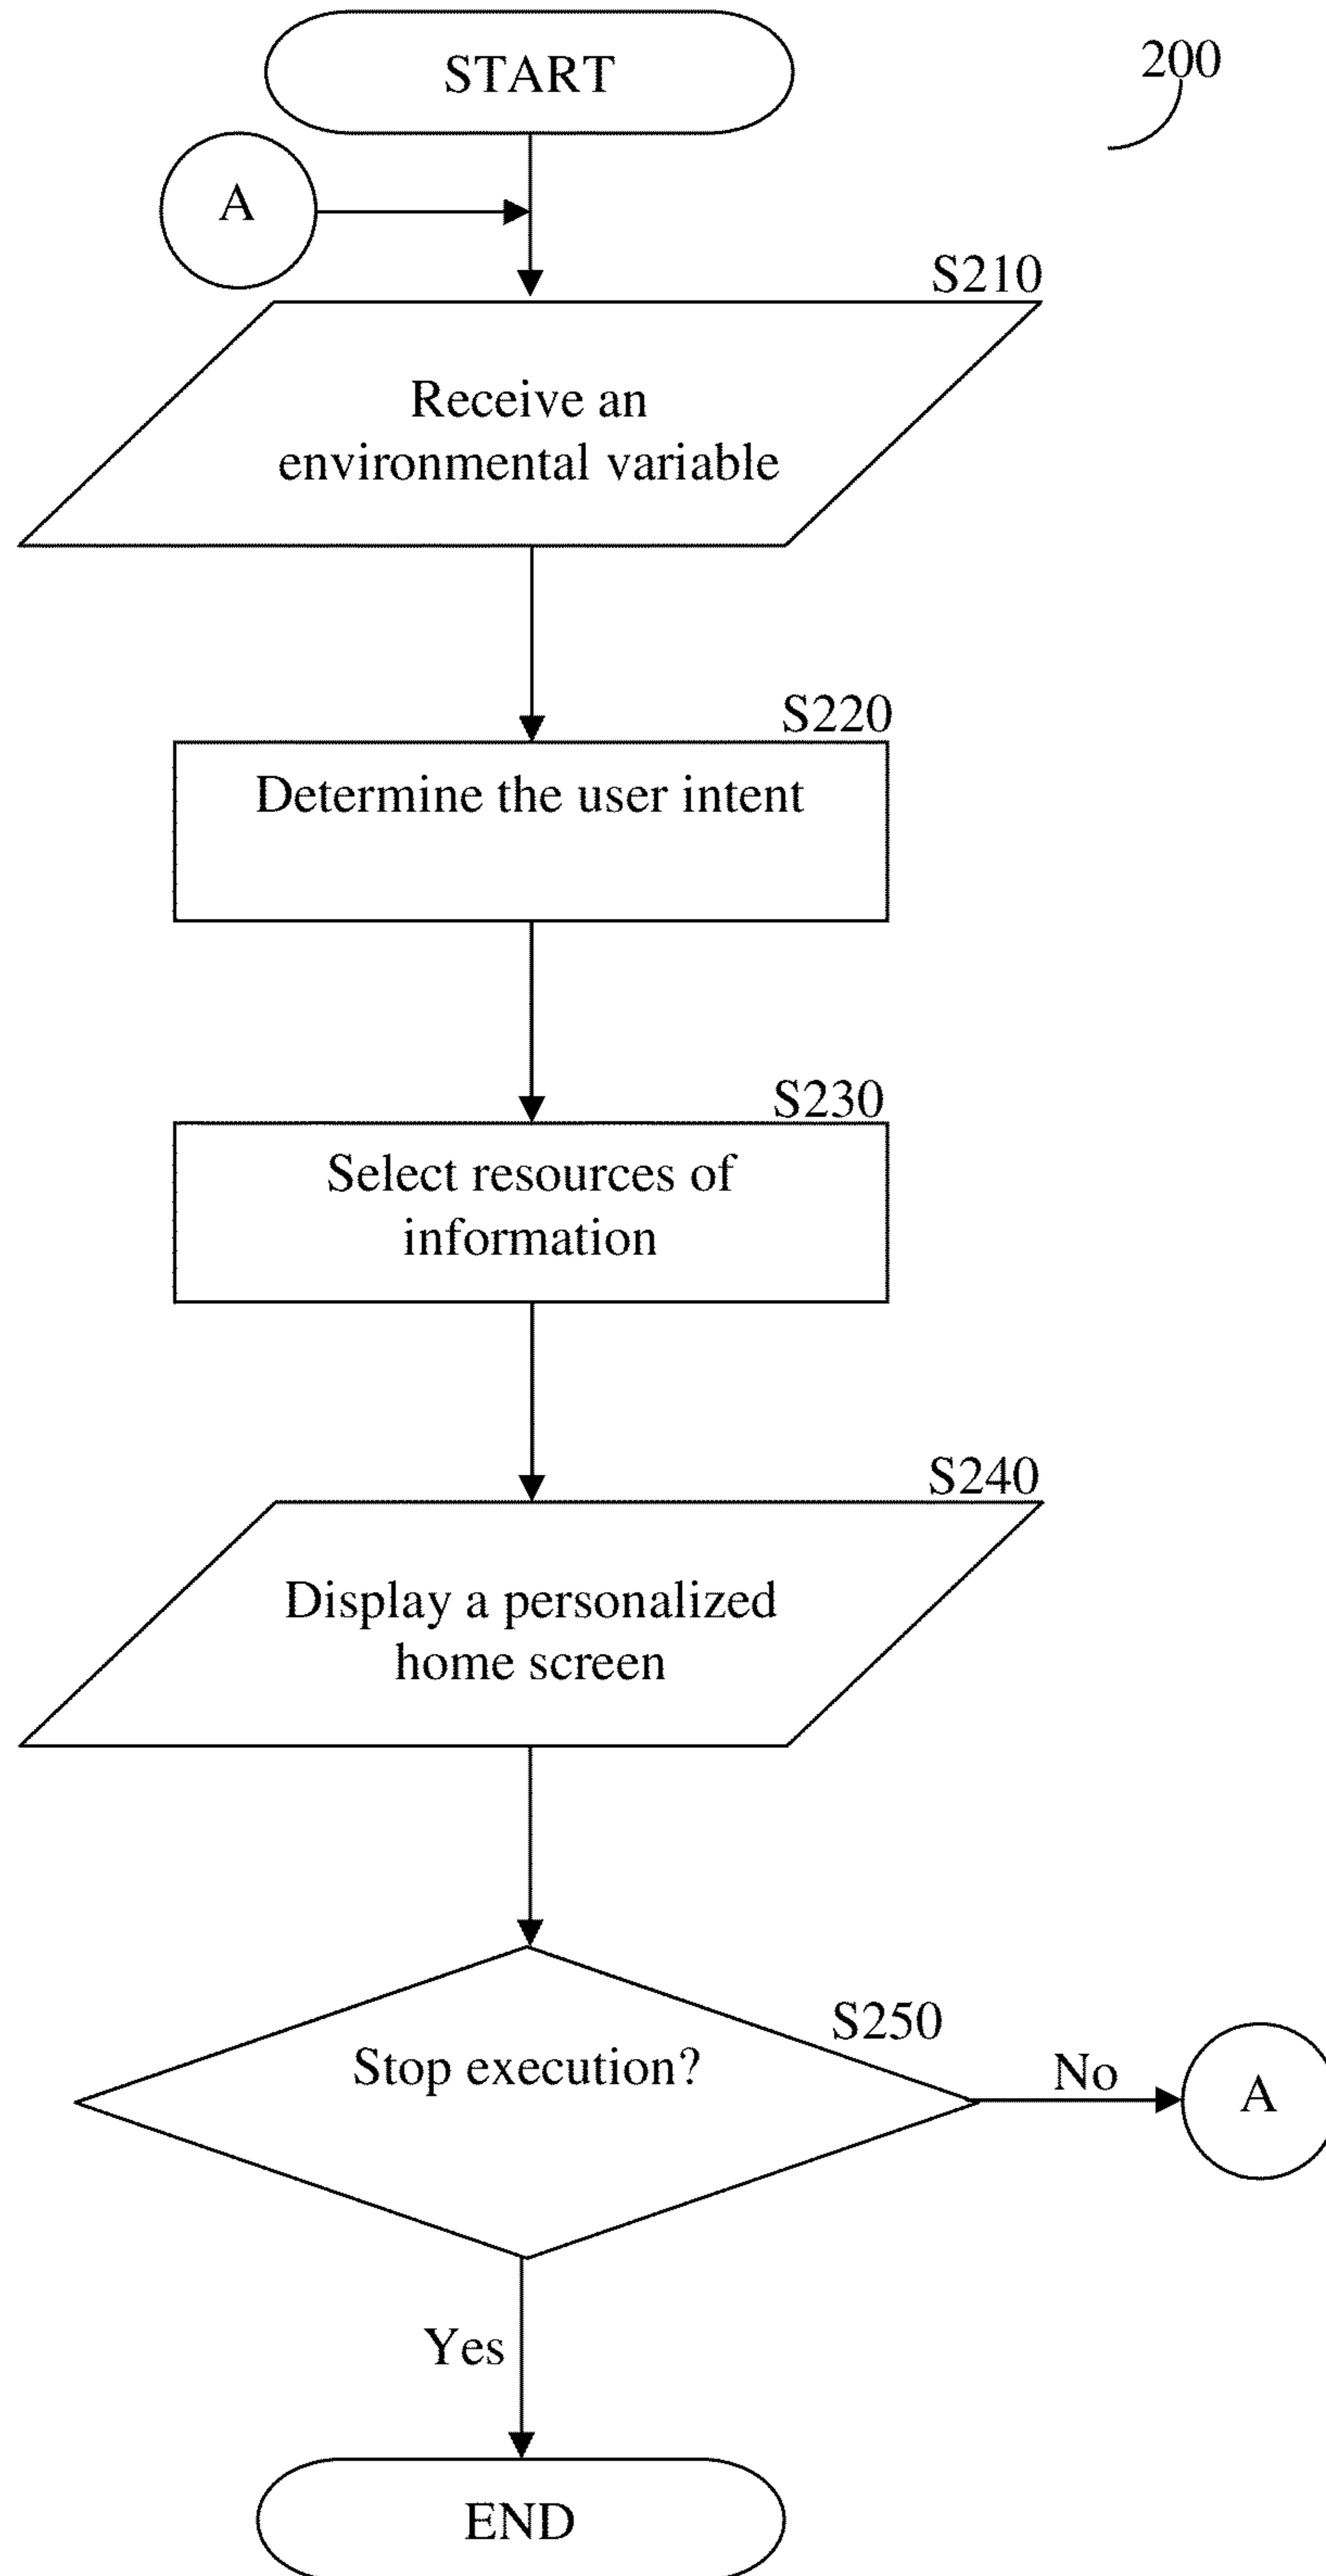 START
200
A
S210
Receive an
environmental variable
S220
Determine the user intent
S230
Select resources of
information
S240
Display a personalized
home screen
S250
Stop execution?
No
A
Yes
END